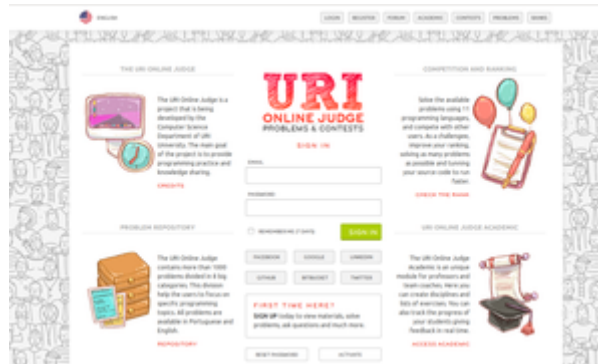 ENGLISH
LOGIN REGISTER FORUM ACADEMIC CONTESTS PROBLEMS RANKS
THE URI ONLINE JUDGE
The URI Online Judge is a
project that is being
developed by the
Computer Science
Department of URI
University. The main goal
of the project is to provide
programming practice and
knowledge sharing.
CREDITS
PROBLEM REPOSITORY
The URI Online Judge
contains more than 1000
problems divided in 8 big
categories. This division
help the users to focus on
specific programming
topics. All problems are
available in Portuguese and
English.
REPOSITORY
URI
ONLINE JUDGE
PROBLEMS & CONTESTS
SIGN IN
EMAIL
PASSWORD
REMEMBER ME (7 DAYS)
SIGN IN
FACEBOOK GOOGLE LINKEDIN
GITHUB BITBUCKET TWITTER
FIRST TIME HERE?
SIGN UP today to view materials, solve
problems, ask questions and much more.
RESET PASSWORD ACTIVATE
COMPETITION AND RANKING
Solve the available
problems using 11
programming languages,
and compete with other
users. As a challenges,
improve your ranking,
solving as many problems
as possible and tunning
your source code to run
faster.
CHECK THE RANK
URI ONLINE JUDGE ACADEMIC
The URI Online Judge
Academic is an unique
module for professors and
team coaches. Here you
can create disciplines and
lists of exercises. You can
also track the progress of
your students giving
feedback in real time.
ACCESS ACADEMIC